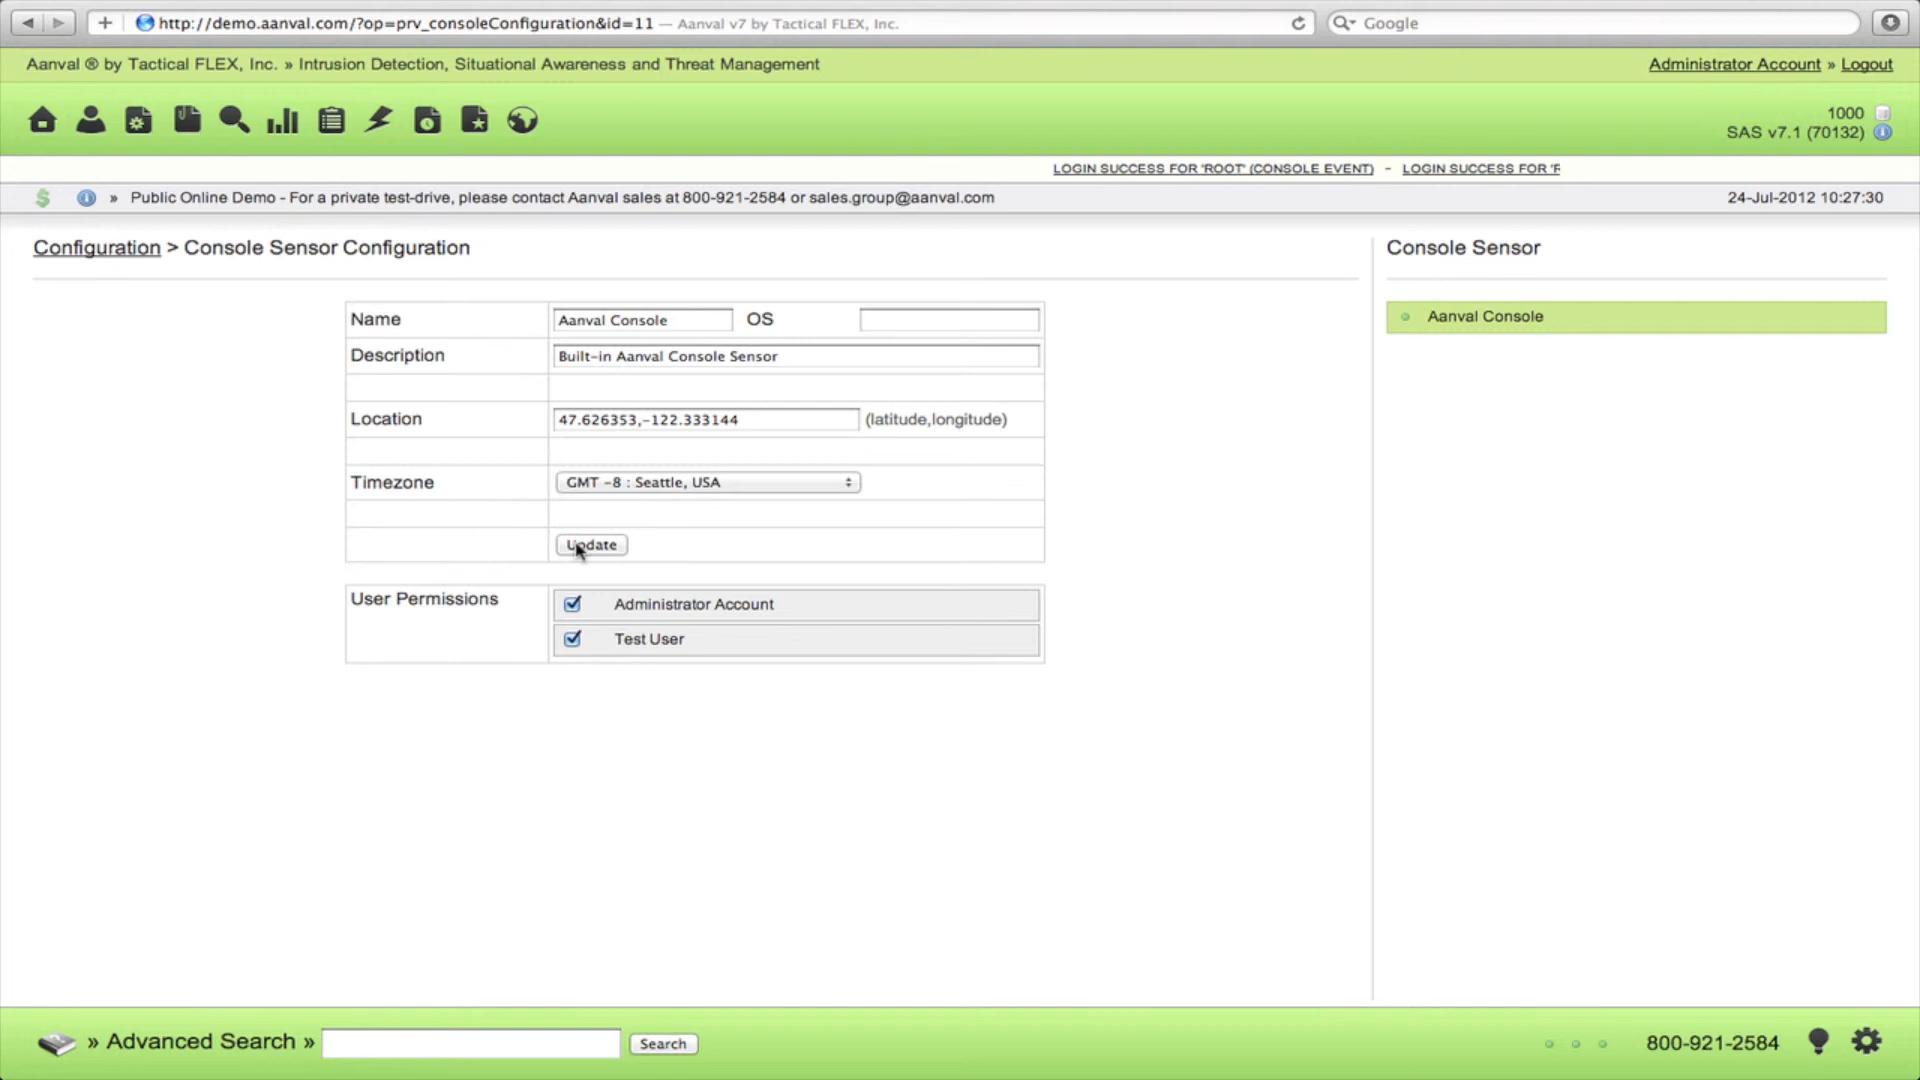 http://demo.aanval.com/?op=prv_consoleConfiguration&id=11 — Aanval v7 by Tactical FLEX, Inc.
Google
Aanval ® by Tactical FLEX, Inc. » Intrusion Detection, Situational Awareness and Threat Management
Administrator Account » Logout
1000
SAS v7.1 (70132)
LOGIN SUCCESS FOR 'ROOT' (CONSOLE EVENT) - LOGIN SUCCESS FOR 'R
$ » Public Online Demo - For a private test-drive, please contact Aanval sales at 800-921-2584 or sales.group@aanval.com
24-Jul-2012 10:27:30
Configuration > Console Sensor Configuration
Console Sensor
Aanval Console
Name Aanval Console OS
Description Built-in Aanval Console Sensor
Location 47.626353,-122.333144 (latitude,longitude)
Timezone GMT -8 : Seattle, USA
Update
User Permissions Administrator Account
Test User
» Advanced Search » Search
800-921-2584